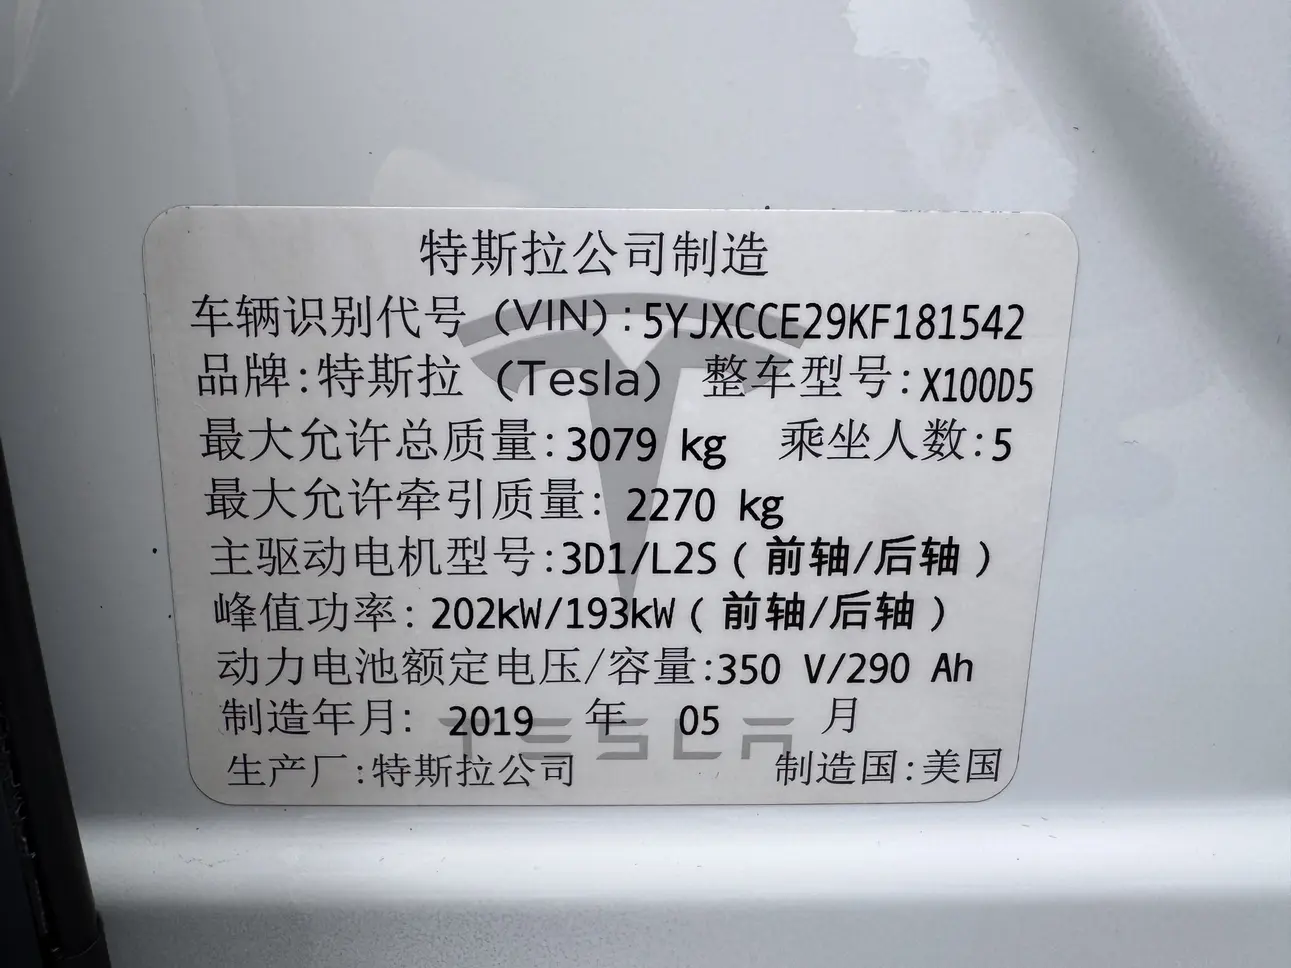 特斯拉公司制造
车辆识别代号（VIN）:5YJXCCE29KF181542
品牌:特斯拉（Tesla） 整车型号:X100D5
最大允许总质量:3079 kg 乘坐人数:5
最大允许牵引质量: 2270 kg
主驱动电机型号:3D1/L2S（前轴/后轴）
峰值功率: 202kW/193kW（前轴/后轴）
动力电池额定电压/容量:350 V/290 Ah
制造年月: 2019 年 05 月
TESLA
生产厂:特斯拉公司 制造国:美国